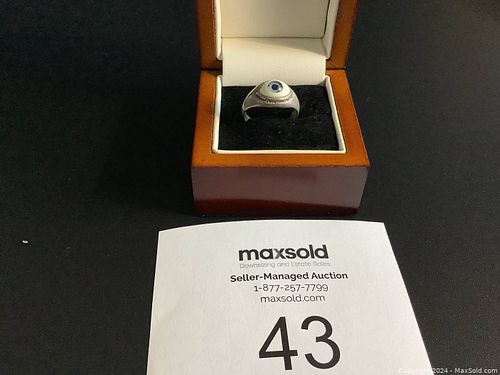 maxsold
Downsizing and Estate Sales
Seller-Managed Auction
1-877-257-7799
maxsold.com
43
Copyright 2024 - MaxSold.com